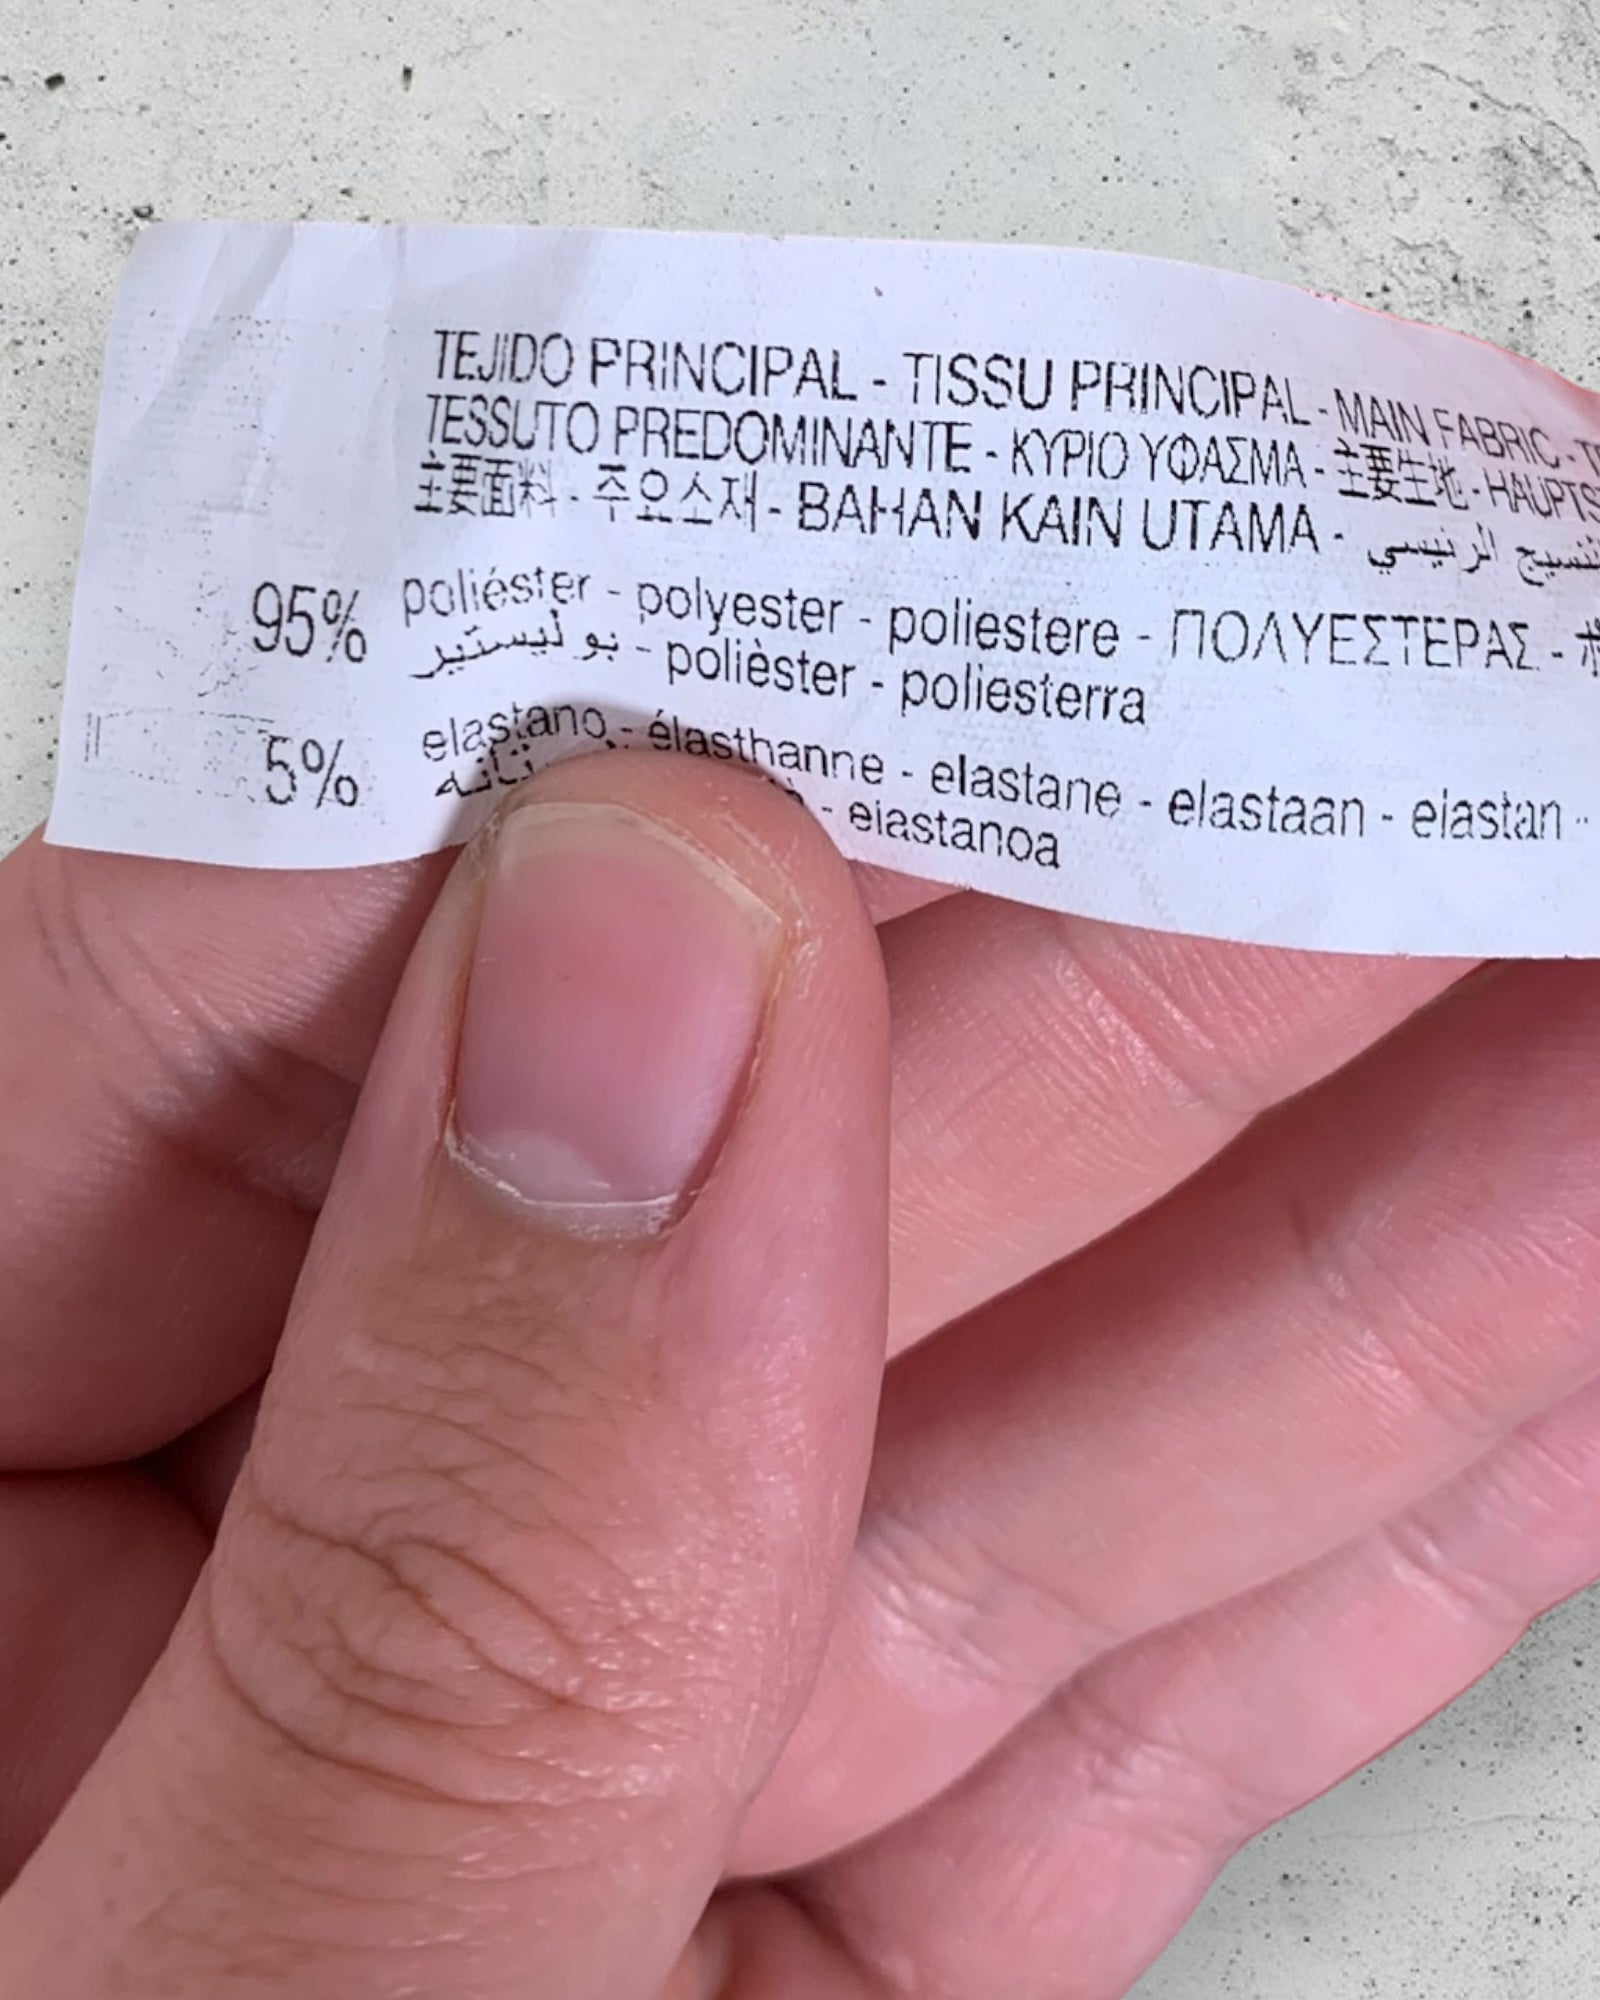 TEJIDO PRINCIPAL - TISSU PRINCIPAL - MAIN FABRIC -
TESSUTO PREDOMINANTE - ΚΥΡΙΟ ΥΦΑΣΜΑ - 主要生地 -
主要面料 - 주요소재 - BAHAN KAIN UTAMA - الرئيسي
95% poliéster - polyester - poliestere - ΠΟΛΥΕΣΤΕΡΑΣ -
بوليستير - polièster - poliesterra
5% elastano - élasthanne - elastane - elastaan - elastan -
- elastanoa